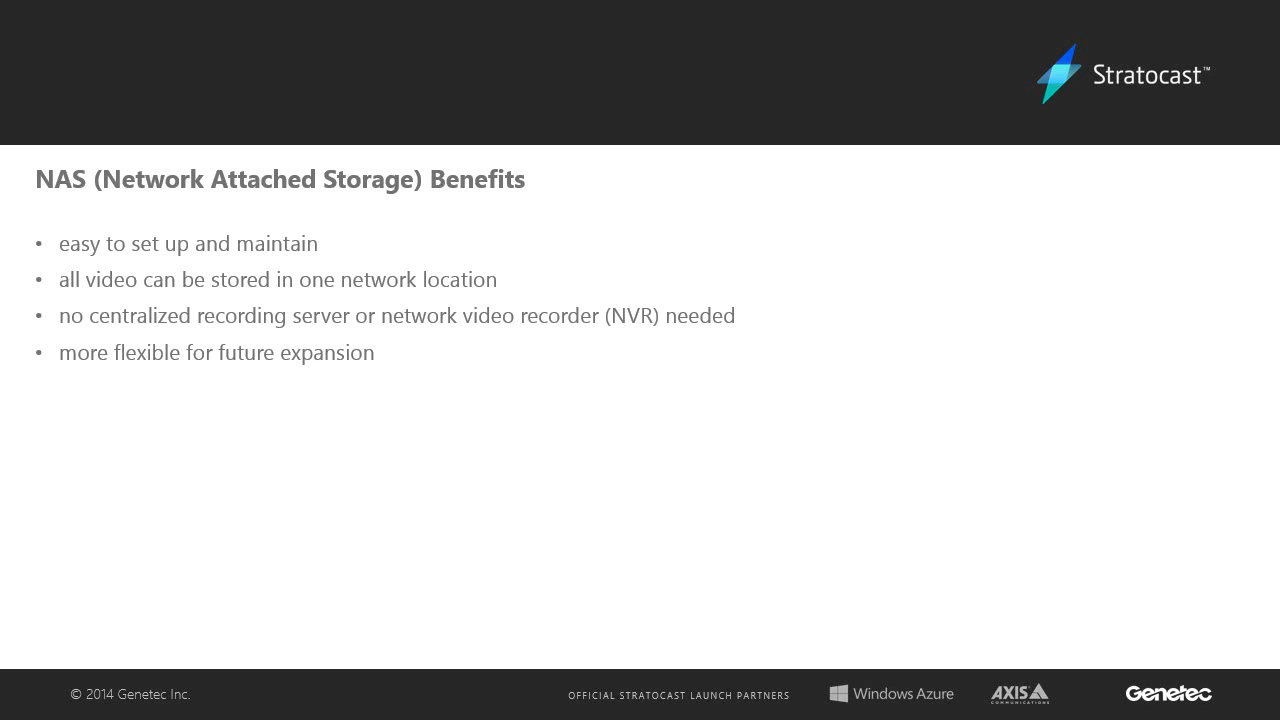 Stratocast™
NAS (Network Attached Storage) Benefits
• easy to set up and maintain
• all video can be stored in one network location
• no centralized recording server or network video recorder (NVR) needed
• more flexible for future expansion
© 2014 Genetec Inc.
OFFICIAL STRATOCAST LAUNCH PARTNERS
Windows Azure
AXIS
COMMUNICATIONS
Genetec